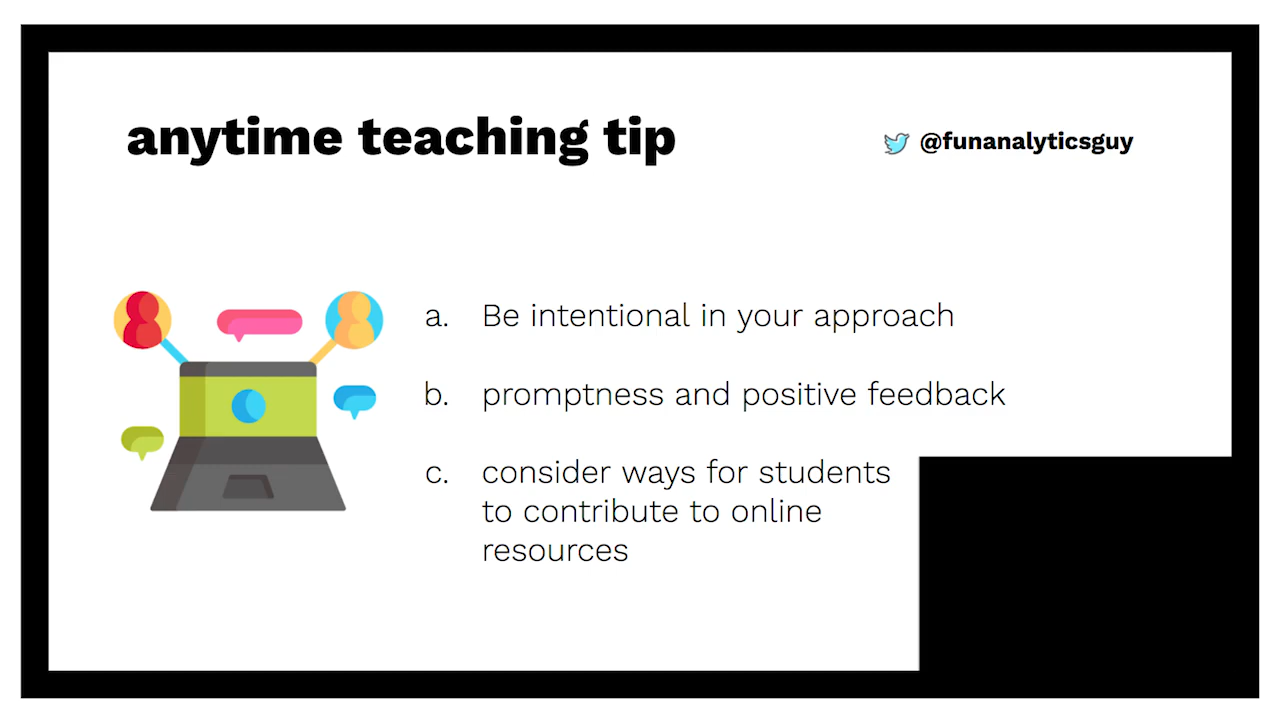 anytime teaching tip
@funanalyticsguy
a. Be intentional in your approach
b. promptness and positive feedback
c. consider ways for students
to contribute to online
resources